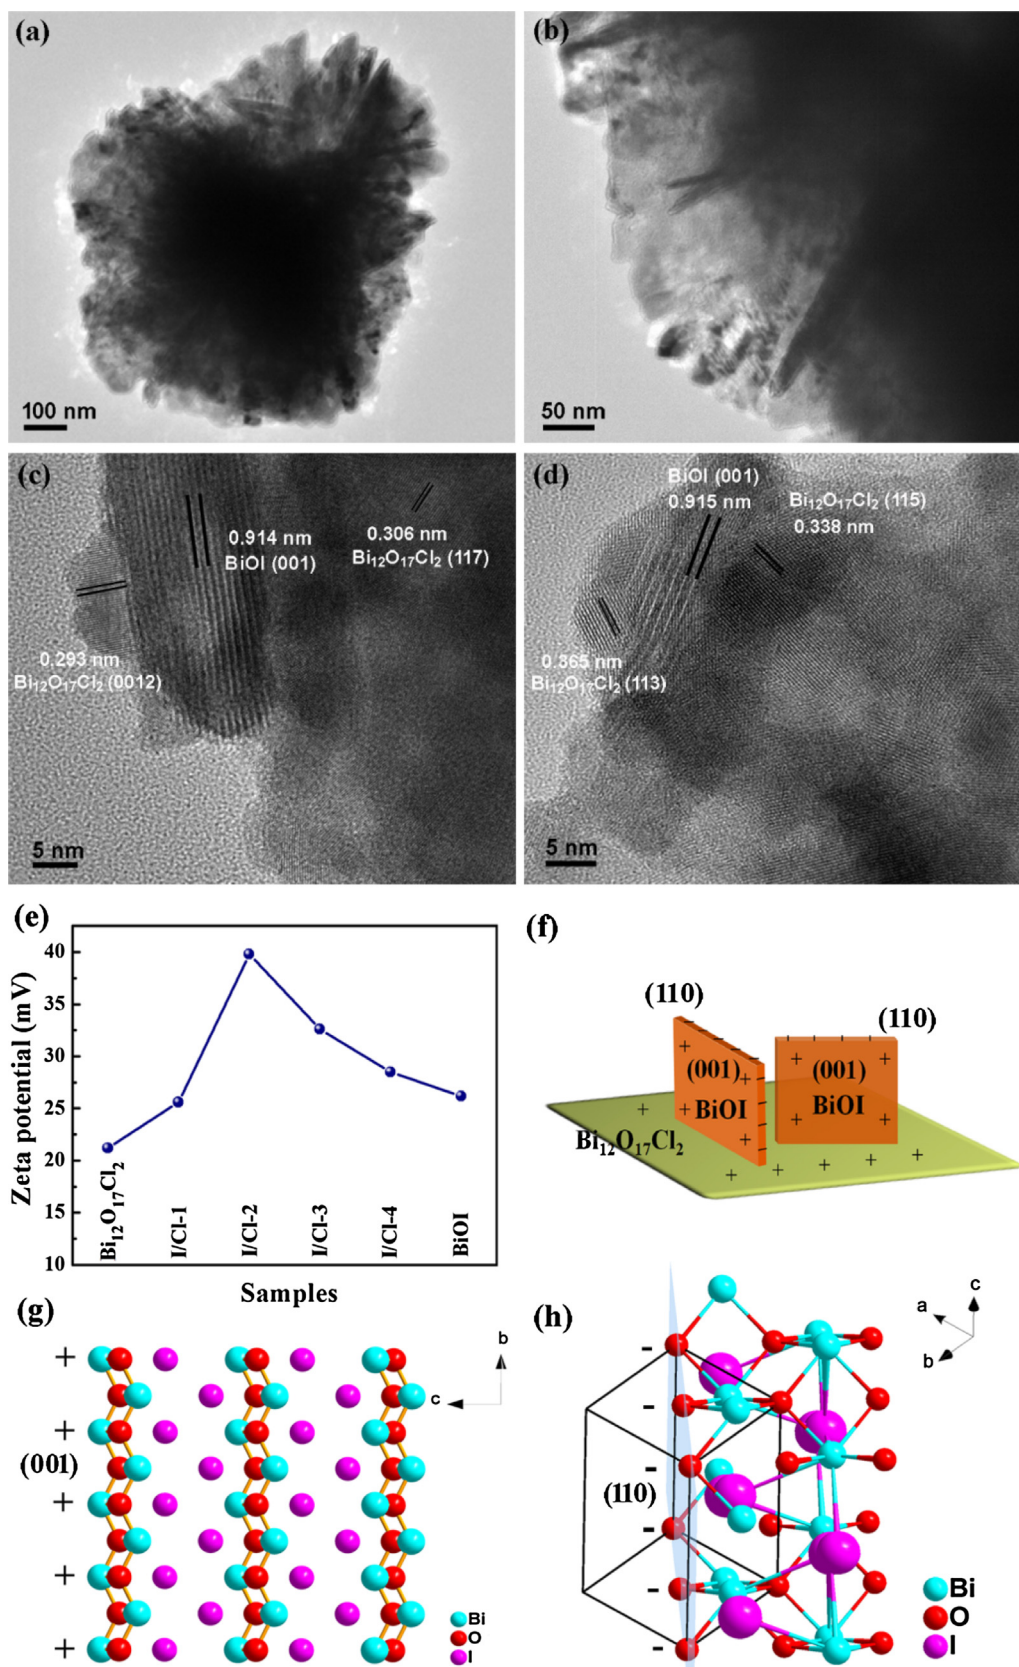 (a)
100 nm
(b)
50 nm
(c)
0.914 nm
BiOI (001)
0.306 nm
Bi₁₂O₁₇Cl₂ (117)
0.293 nm
Bi₁₂O₁₇Cl₂ (0012)
5 nm
(d)
BiOI (001)
0.915 nm
Bi₁₂O₁₇Cl₂ (115)
0.338 nm
0.365 nm
Bi₁₂O₁₇Cl₂ (113)
5 nm
(e)
Zeta potential (mV)
40
35
30
25
20
15
10
Bi₁₂O₁₇Cl₂
I/Cl-1
I/Cl-2
I/Cl-3
I/Cl-4
BiOI
Samples
(f)
(110)
(110)
(001)
BiOI
(001)
BiOI
Bi₁₂O₁₇Cl₂
(g)
b
c
(001)
Bi
O
I
(h)
c
a
b
(110)
Bi
O
I